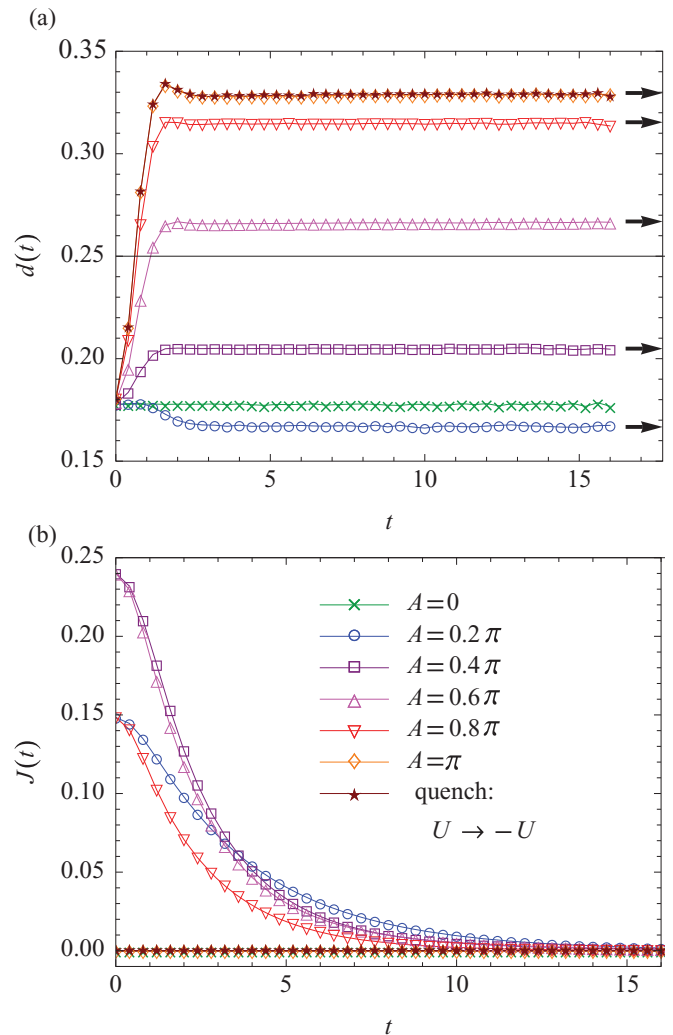 (a)
0.35
0.30
0.25
0.20
0.15
d(t)
0
5
10
15
t
(b)
0.25
0.20
0.15
0.10
0.05
0.00
J(t)
A = 0
A = 0.2 π
A = 0.4 π
A = 0.6 π
A = 0.8 π
A = π
quench:
U → − U
0
5
10
15
t